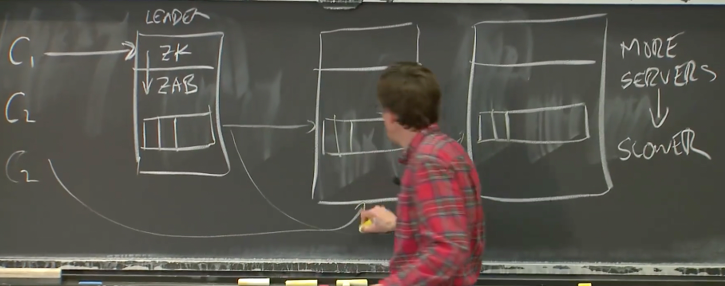 LEADER
C1
ZK
ZAB
C2
C2
MORE
SERVERS
SLOWER